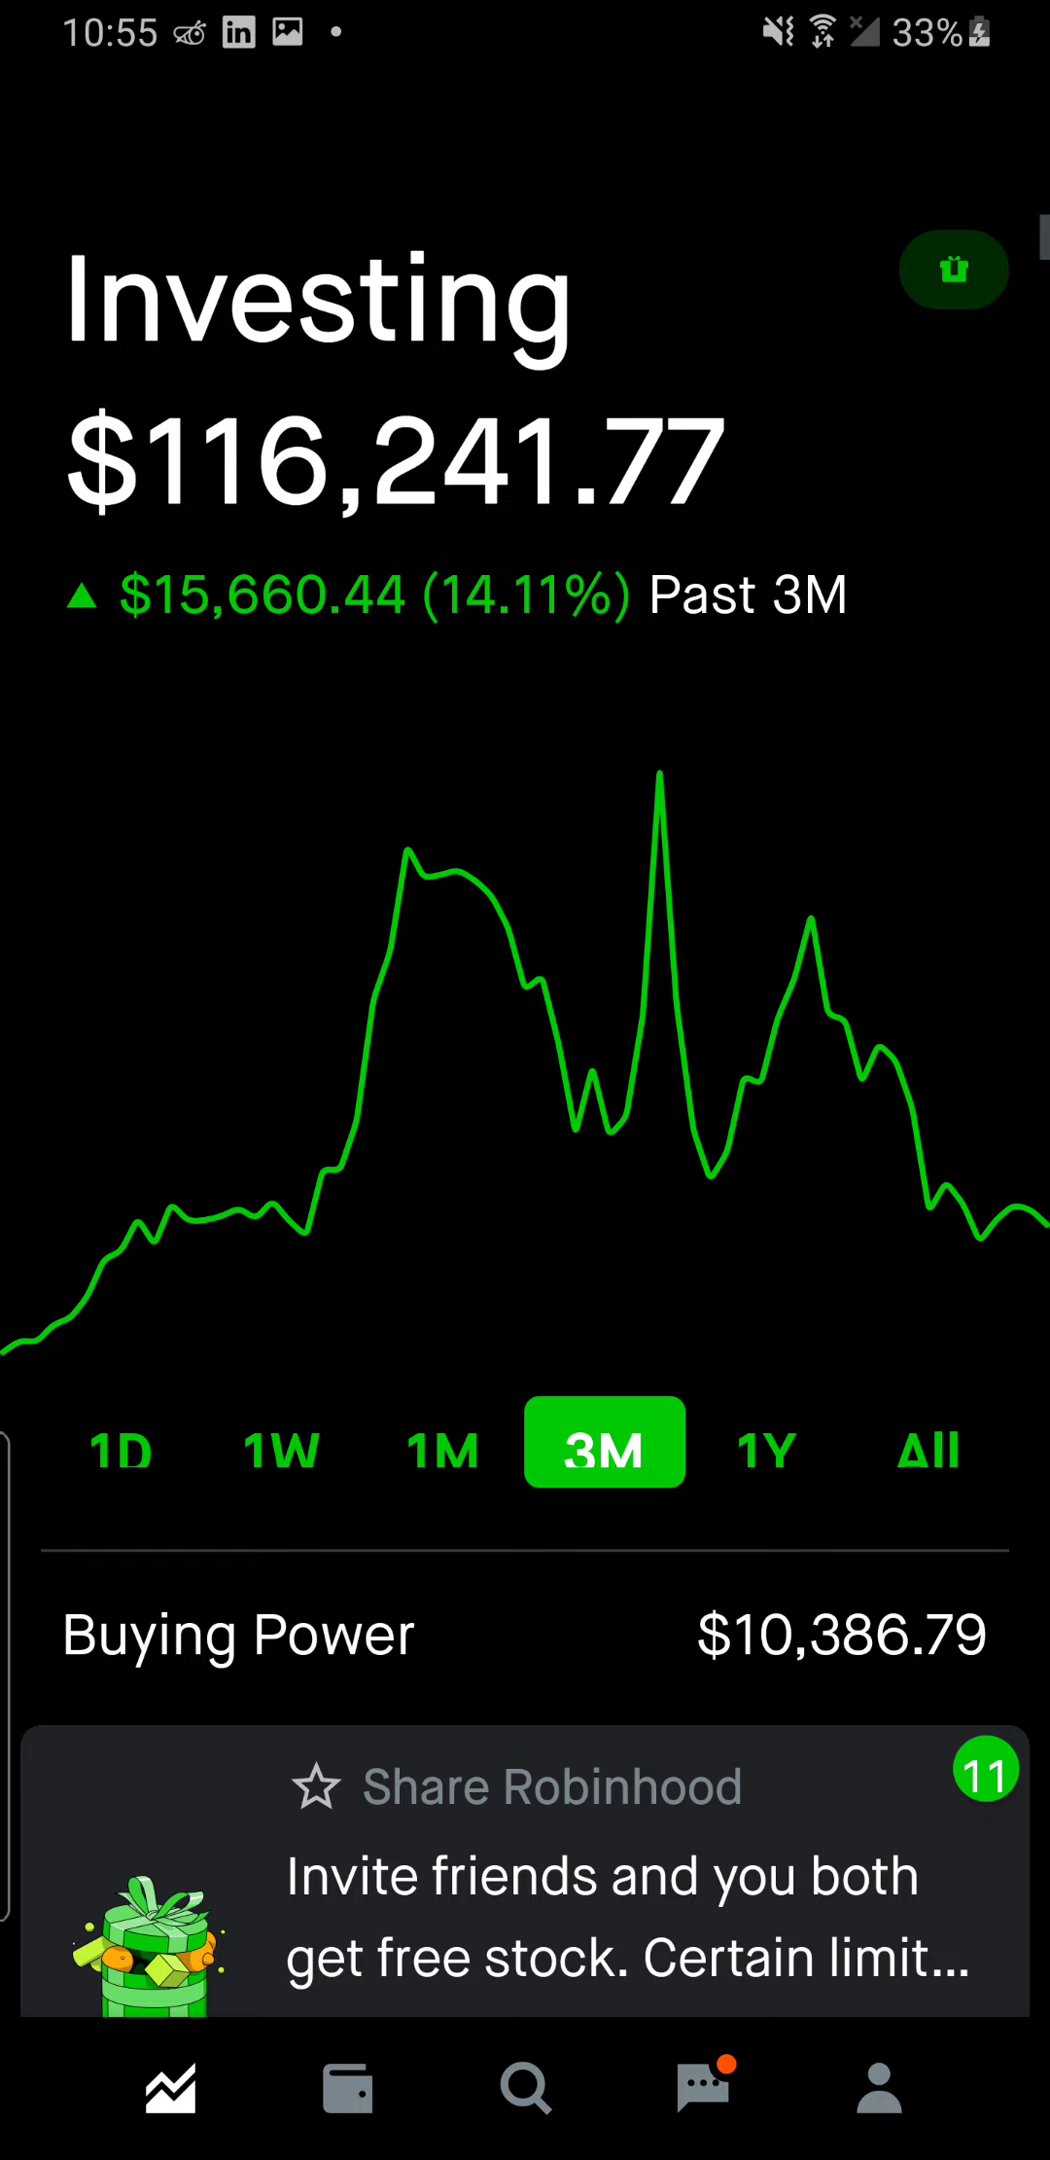 10:55
33%
Investing
$116,241.77
▲ $15,660.44 (14.11%) Past 3M
1D 1W 1M 3M 1Y All
Buying Power $10,386.79
Share Robinhood 11
Invite friends and you both
get free stock. Certain limit...